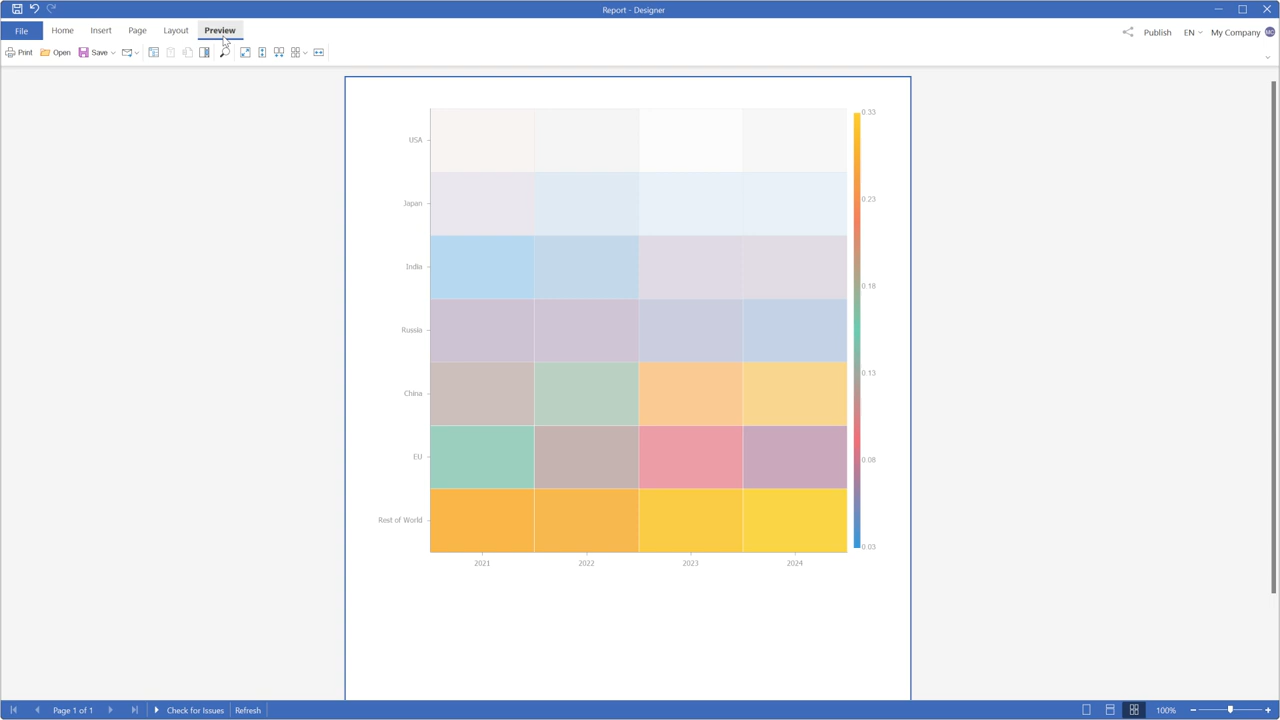 Report - Designer
File Home Insert Page Layout Preview
Publish EN My Company MC
Print Open Save
USA
Japan
India
Russia
China
EU
Rest of World
2021 2022 2023 2024
0.33
0.23
0.18
0.13
0.08
0.03
Page 1 of 1 Check for Issues Refresh 100%